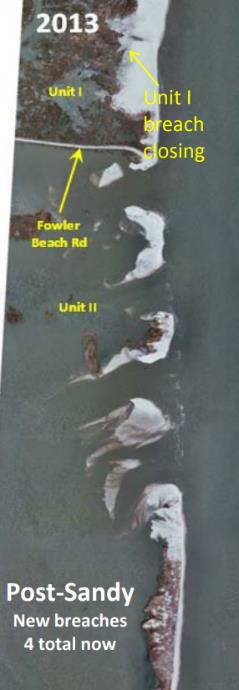 2013
Unit I
Unit I
breach
closing
Fowler
Beach Rd
Unit II
Post-Sandy
New breaches
4 total now